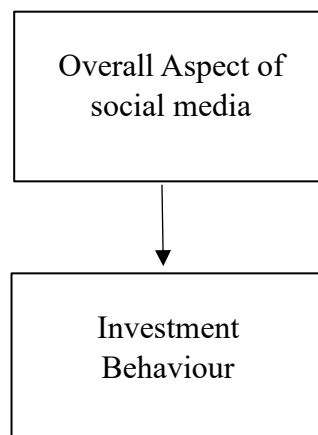 Overall Aspect of
social media
Investment
Behaviour